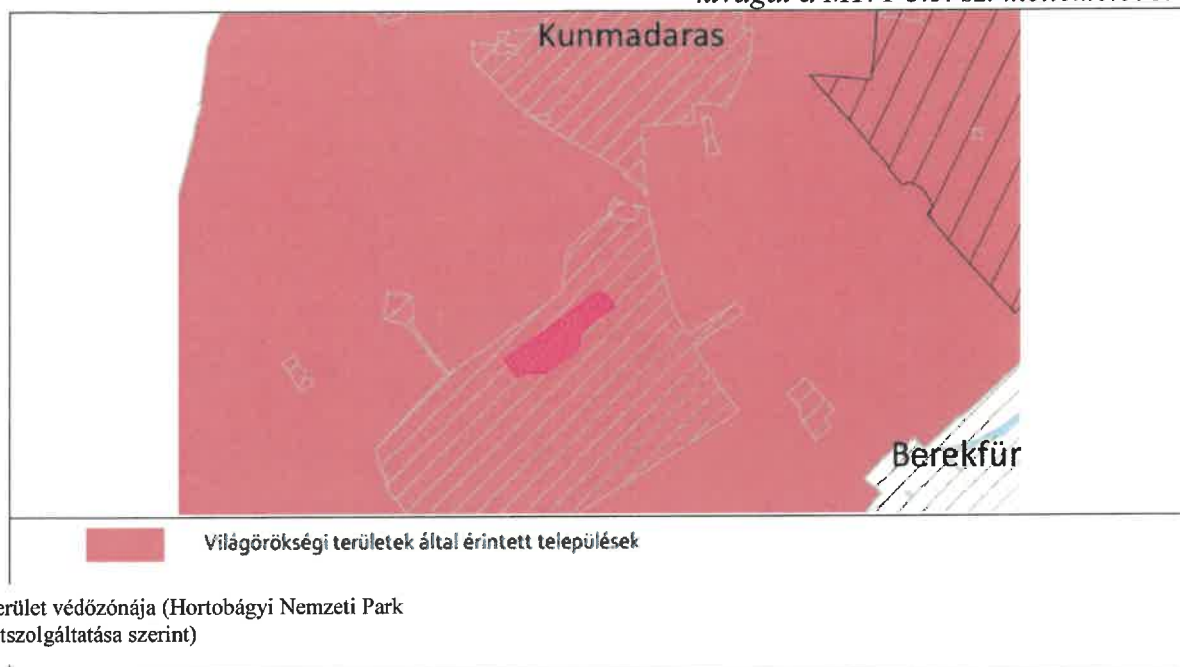 Kunmadaras
Berekfür
Világörökségi területek által érintett települések
erület védőzónája (Hortobágyi Nemzeti Park
tszolgáltatása szerint)